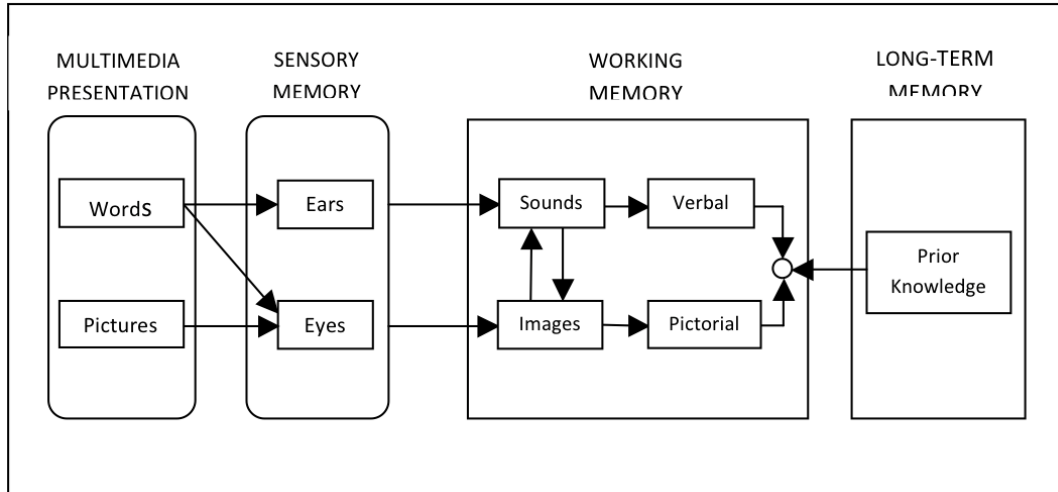 MULTIMEDIA
PRESENTATION
SENSORY
MEMORY
WORKING
MEMORY
LONG-TERM
MEMORY
Words
Ears
Sounds
Verbal
Prior
Knowledge
Pictures
Eyes
Images
Pictorial